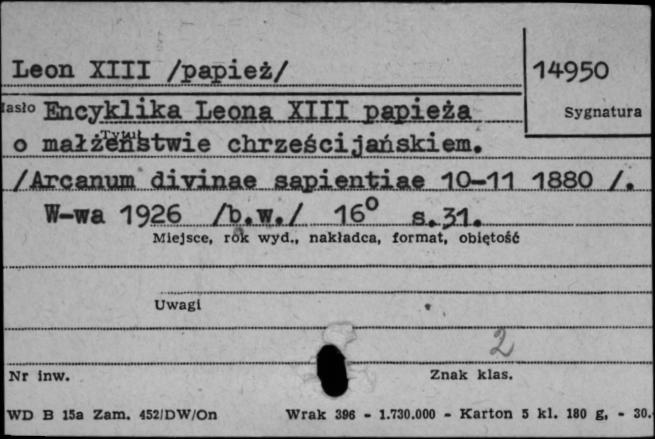 Leon XIII /papież/
14950
Hasło Encyklika Leona XIII papieża
Sygnatura
Tytuł
o małżeństwie chrześcijańskiem.
/Arcanum divinae sapientiae 10-11 1880 /.
W-wa 1926 /b.w./ 16⁰ s.31.
Miejsce, rok wyd., nakładca, format, objętość
Uwagi
2
Nr inw.
Znak klas.
WD B 15a Zam. 452/DW/On Wrak 396 - 1.730.000 - Karton 5 kl. 180 g, - 30.